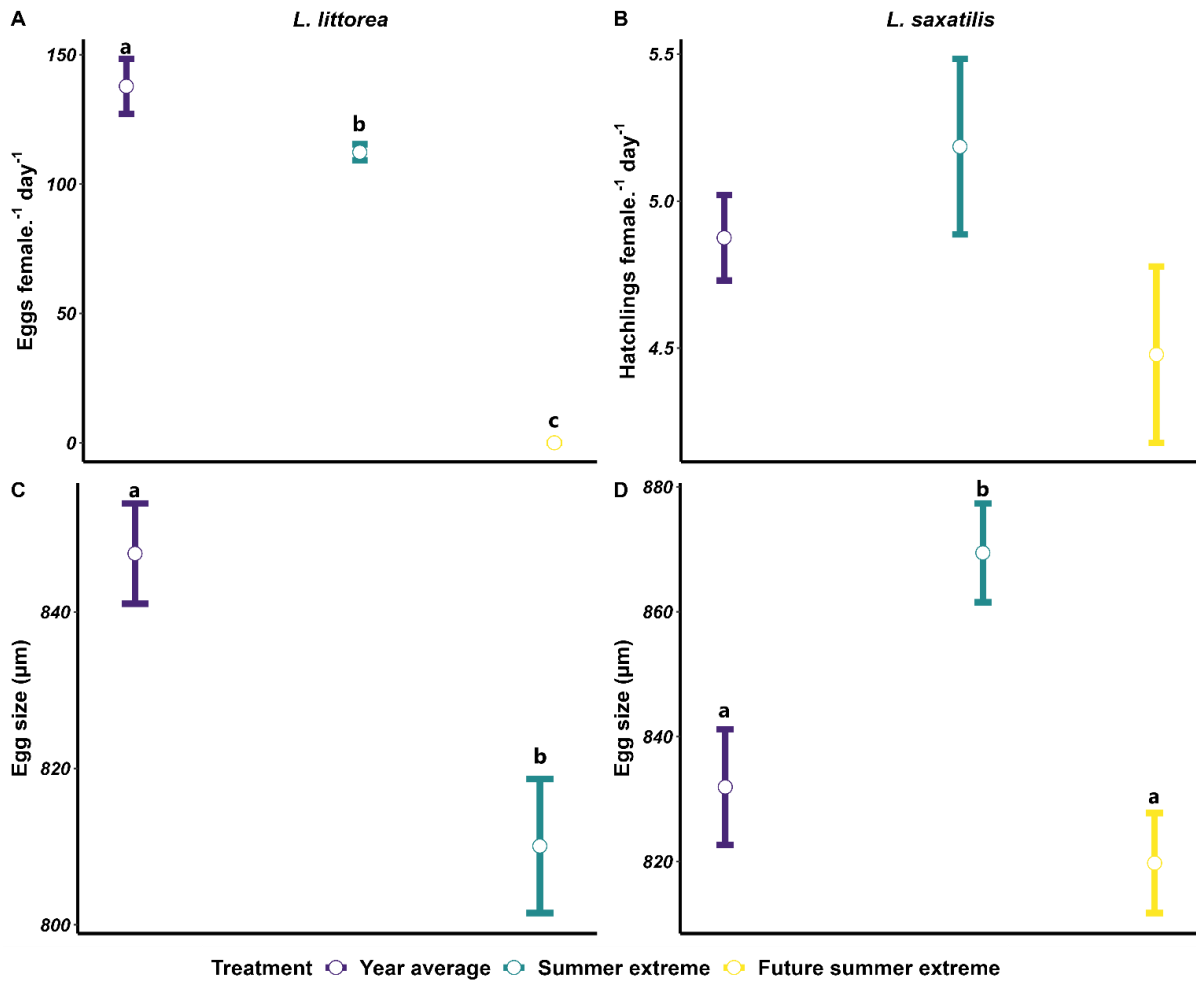 A
L. littorea
B
L. saxatilis
Eggs female.⁻¹ day⁻¹
150
100
50
0
a
b
c
Hatchlings female.⁻¹ day⁻¹
5.5
5.0
4.5
C
Egg size (µm)
840
820
800
a
b
D
Egg size (µm)
880
860
840
820
a
b
a
Treatment Year average Summer extreme Future summer extreme